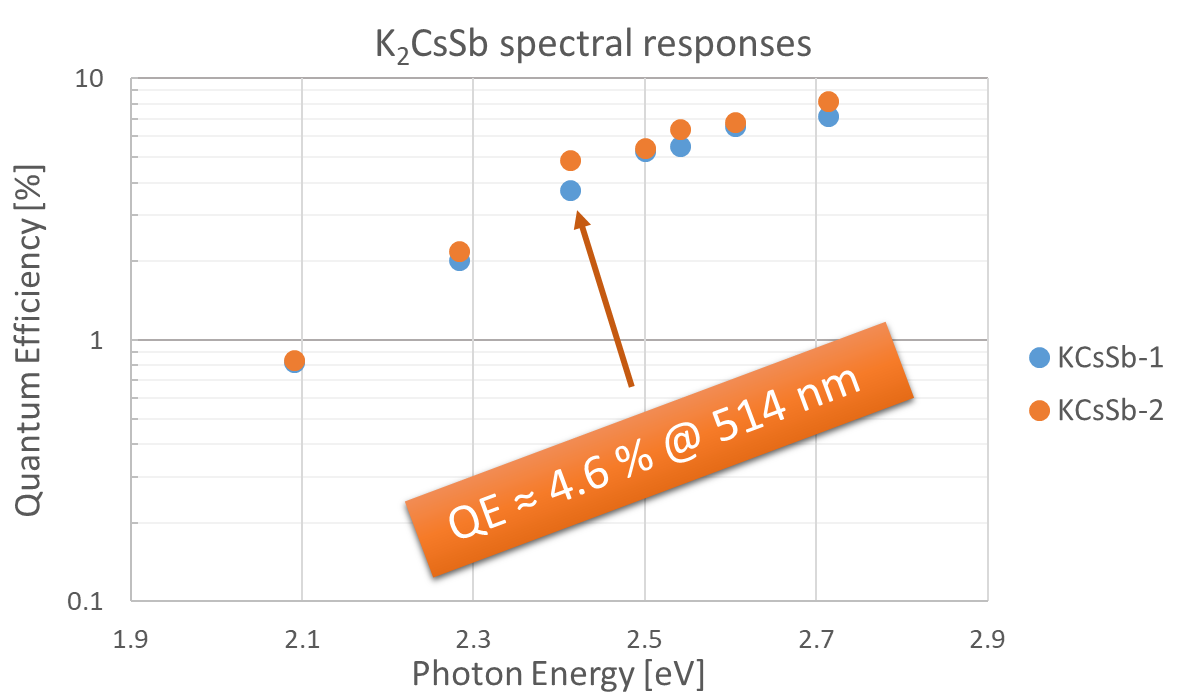 K₂CsSb spectral responses
Quantum Efficiency [%]
10
1
0.1
QE ≈ 4.6 % @ 514 nm
KCsSb-1
KCsSb-2
1.9 2.1 2.3 2.5 2.7 2.9
Photon Energy [eV]